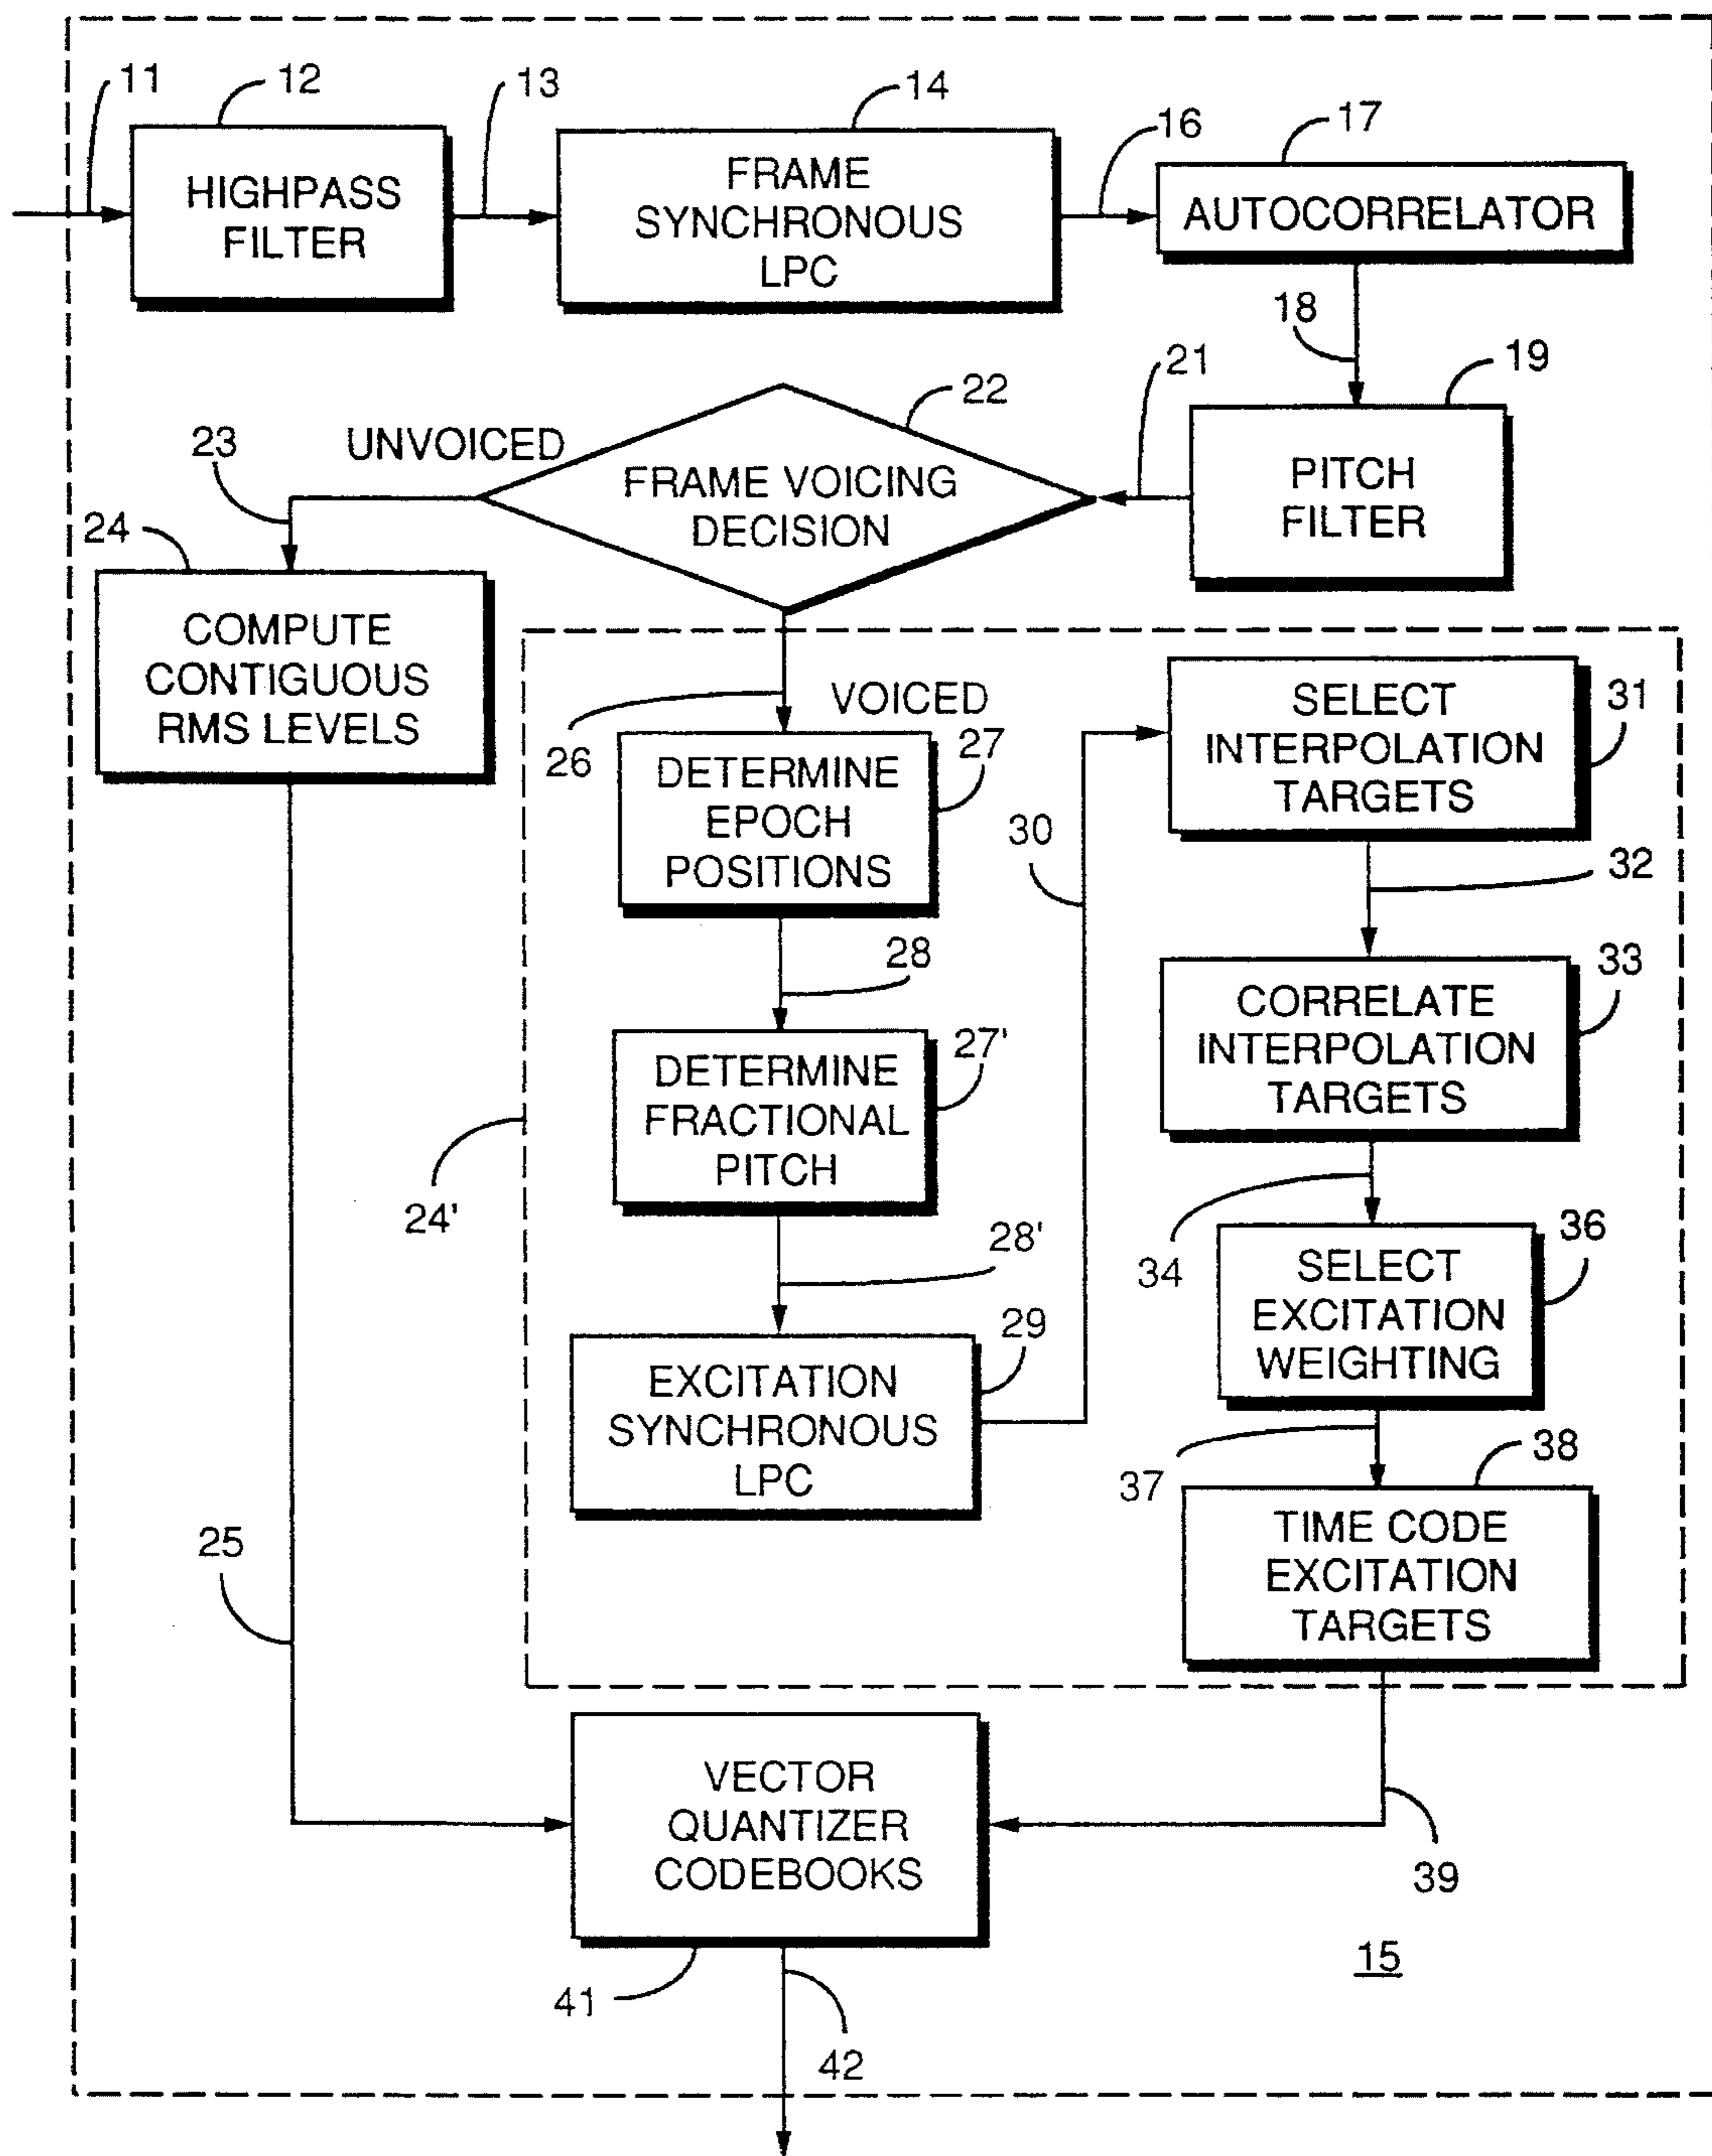 11
12
13
14
16
17
HIGHPASS
FILTER
FRAME
SYNCHRONOUS
LPC
AUTOCORRELATOR
18
19
21
22
23
UNVOICED
FRAME VOICING
DECISION
PITCH
FILTER
24
COMPUTE
CONTIGUOUS
RMS LEVELS
26
VOICED
27
DETERMINE
EPOCH
POSITIONS
28
27'
DETERMINE
FRACTIONAL
PITCH
24'
28'
29
EXCITATION
SYNCHRONOUS
LPC
30
SELECT
INTERPOLATION
TARGETS
31
32
CORRELATE
INTERPOLATION
TARGETS
33
34
SELECT
EXCITATION
WEIGHTING
36
37
38
TIME CODE
EXCITATION
TARGETS
25
VECTOR
QUANTIZER
CODEBOOKS
39
41
42
15